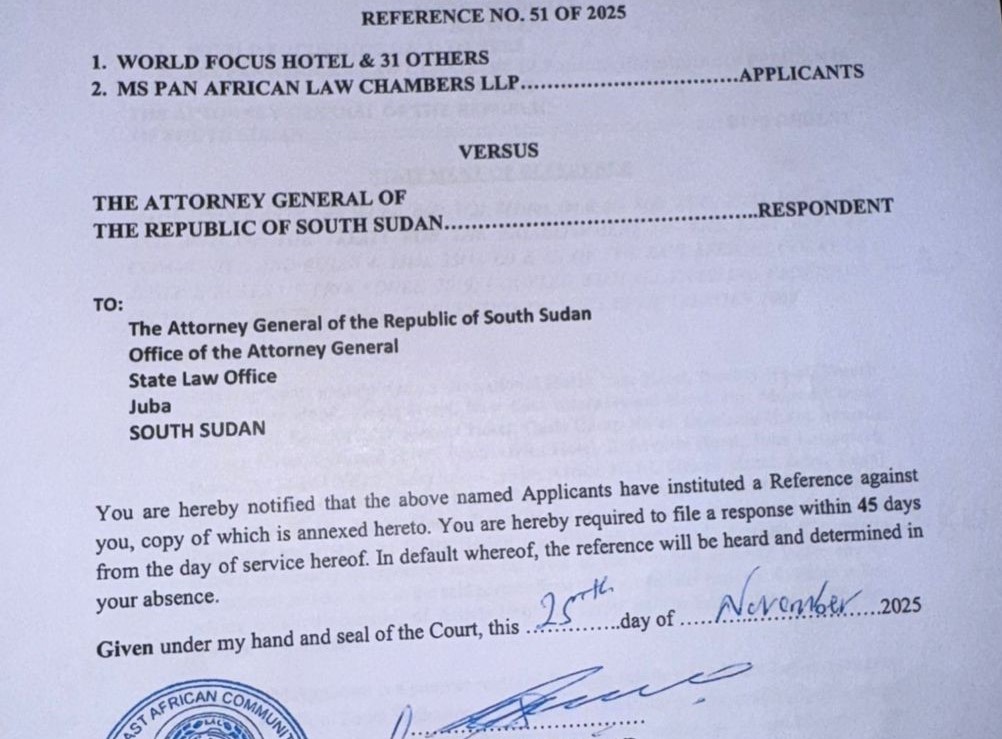 REFERENCE NO. 51 OF 2025
1. WORLD FOCUS HOTEL & 31 OTHERS
2. MS PAN AFRICAN LAW CHAMBERS LLP.......................................APPLICANTS
VERSUS
THE ATTORNEY GENERAL OF
THE REPUBLIC OF SOUTH SUDAN.......................................................RESPONDENT
TO:
The Attorney General of the Republic of South Sudan
Office of the Attorney General
State Law Office
Juba
SOUTH SUDAN
You are hereby notified that the above named Applicants have instituted a Reference against
you, copy of which is annexed hereto. You are hereby required to file a response within 45 days
from the day of service hereof. In default whereof, the reference will be heard and determined in
your absence.
Given under my hand and seal of the Court, this 25th day of November 2025
AST AFRICAN COMMUNI